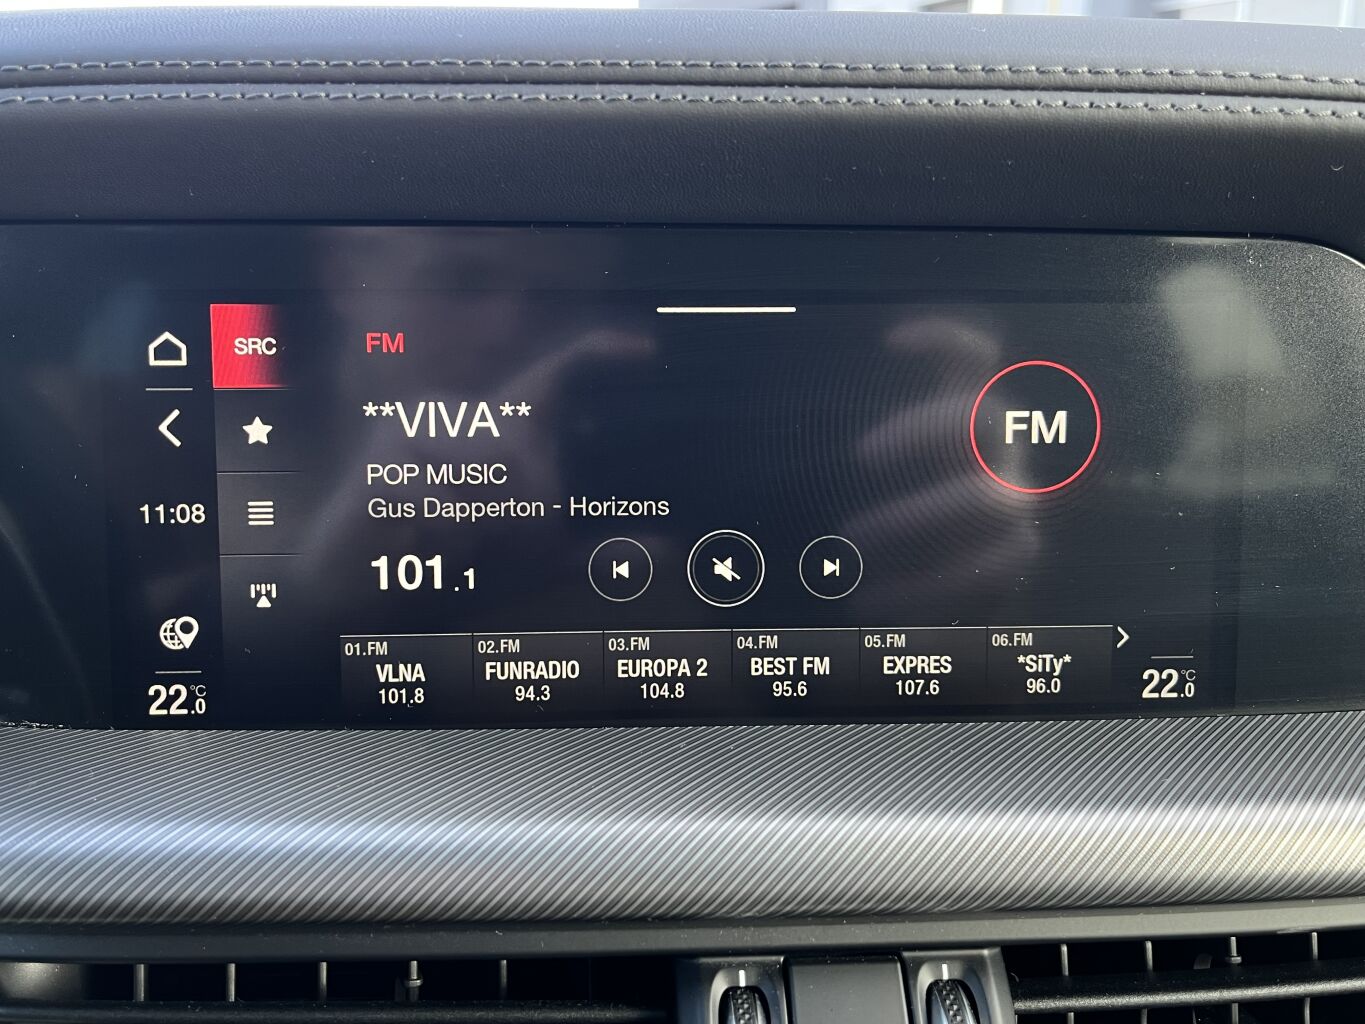 SRC
FM
**VIVA**
POP MUSIC
Gus Dapperton - Horizons
11:08
101.1
FM
01.FM
VLNA
101.8
02.FM
FUNRADIO
94.3
03.FM
EUROPA 2
104.8
04.FM
BEST FM
95.6
05.FM
EXPRES
107.6
06.FM
*SiTy*
96.0
22.0 °C
22.0 °C